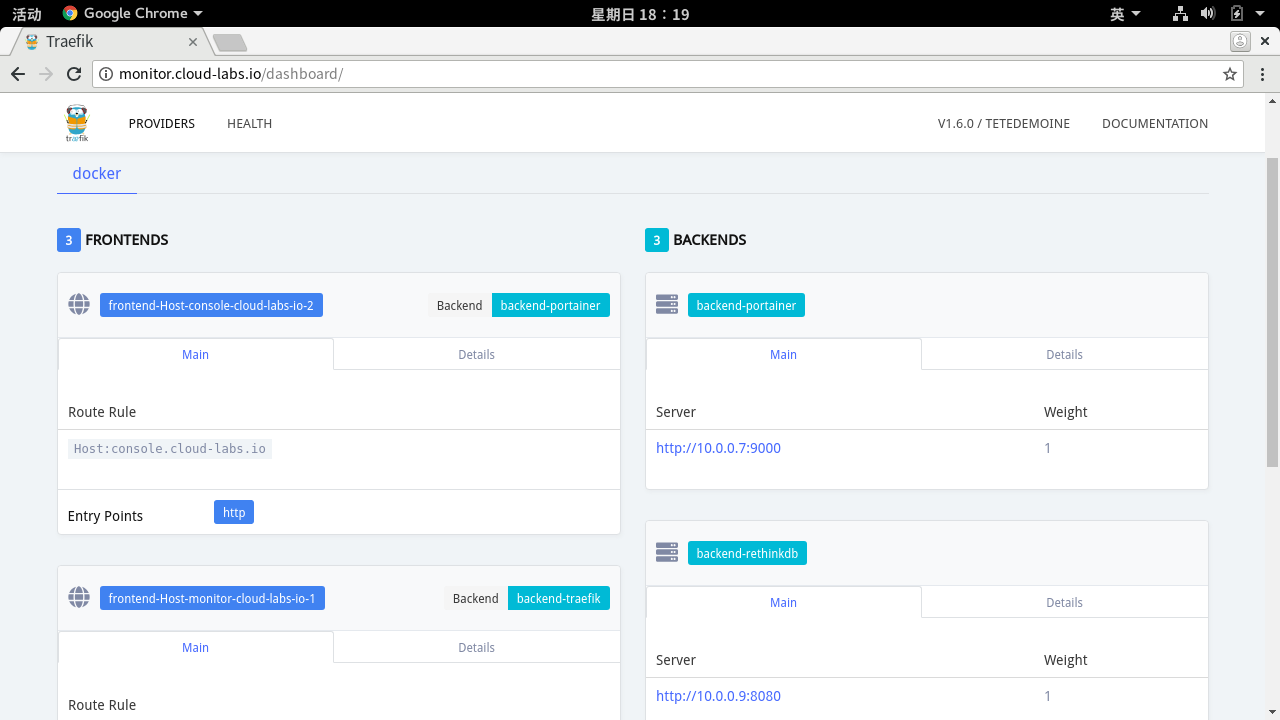 活动 Google Chrome 星期日 18：19 英
Traefik
monitor.cloud-labs.io/dashboard/
træfik PROVIDERS HEALTH V1.6.0 / TETEDEMOINE DOCUMENTATION
docker
3 FRONTENDS
frontend-Host-console-cloud-labs-io-2 Backend backend-portainer
Main Details
Route Rule
Host:console.cloud-labs.io
Entry Points http
frontend-Host-monitor-cloud-labs-io-1 Backend backend-traefik
Main Details
Route Rule
3 BACKENDS
backend-portainer
Main Details
Server Weight
http://10.0.0.7:9000 1
backend-rethinkdb
Main Details
Server Weight
http://10.0.0.9:8080 1